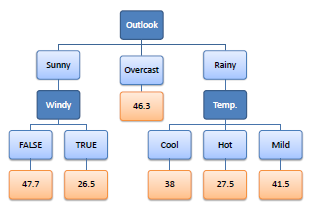 Outlook
Sunny
Overcast
Rainy
Windy
46.3
Temp.
FALSE
TRUE
Cool
Hot
Mild
47.7
26.5
38
27.5
41.5